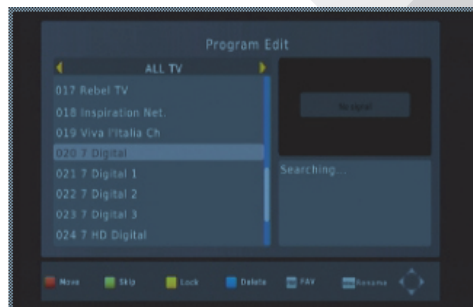 Program Edit
ALL TV
017 Rebel TV
018 Inspiration Net.
019 Viva l'Italia Ch
020 7 Digital
021 7 Digital 1
022 7 Digital 2
023 7 Digital 3
024 7 HD Digital
No signal
Searching...
Move Skip Lock Delete FAV Rename